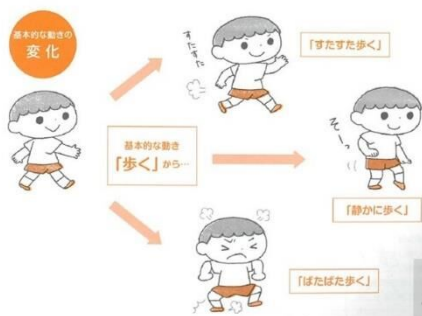 基本的な動きの
変化
すたすた
「すたすた歩く」
基本的な動き
「歩く」から…
そーっ
「静かに歩く」
「ばたばた歩く」